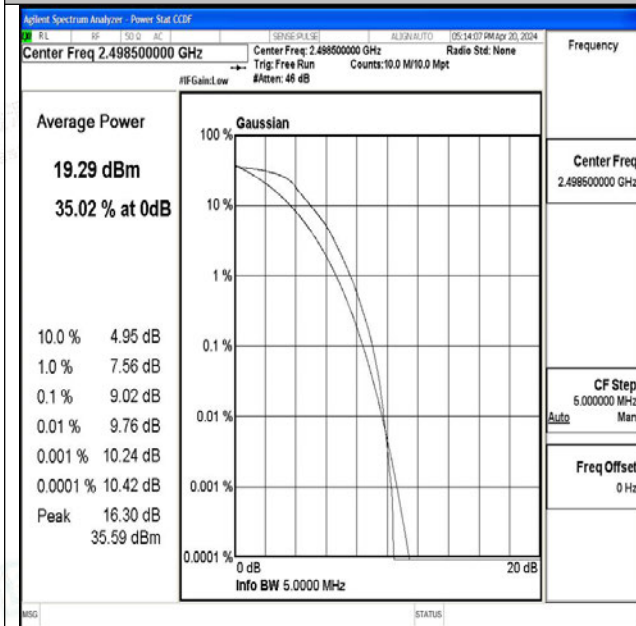 Agilent Spectrum Analyzer - Power Stat CCDF
RL RF 50 Ω AC SENSE:PULSE ALIGNAUTO 05:14:07 PM Apr 20, 2024
Center Freq 2.498500000 GHz
Center Freq: 2.498500000 GHz Radio Std: None
Trig: Free Run Counts:10.0 M/10.0 Mpt
#IFGain:Low #Atten: 46 dB
Average Power
19.29 dBm
35.02 % at 0dB
10.0 % 4.95 dB
1.0 % 7.56 dB
0.1 % 9.02 dB
0.01 % 9.76 dB
0.001 % 10.24 dB
0.0001 % 10.42 dB
Peak 16.30 dB
35.59 dBm
Gaussian
100 %
10 %
1 %
0.1 %
0.01 %
0.001 %
0.0001 %
0 dB 20 dB
Info BW 5.0000 MHz
Frequency
Center Freq
2.498500000 GHz
CF Step
5.000000 MHz
Auto Man
Freq Offset
0 Hz
MSG STATUS